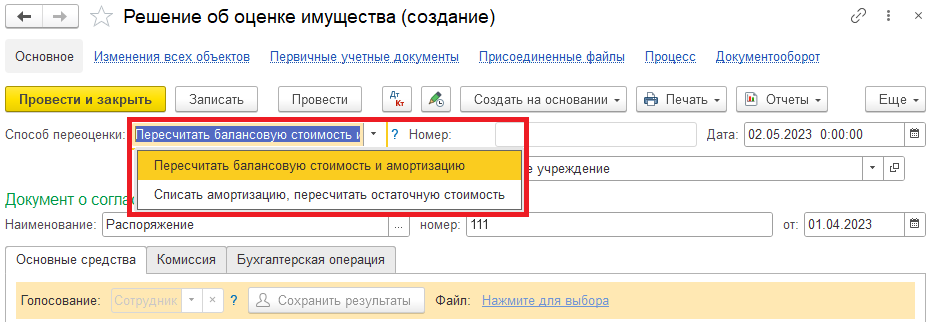 Решение об оценке имущества (создание)
Основное Изменения всех объектов Первичные учетные документы Присоединенные файлы Процесс Документооборот
Провести и закрыть Записать Провести Дт Кт Создать на основании Печать Отчеты Еще
Способ переоценки: Пересчитать балансовую стоимость и ? Номер: Дата: 02.05.2023 0:00:00
Пересчитать балансовую стоимость и амортизацию
е учреждение
Списать амортизацию, пересчитать остаточную стоимость
Документ о соглас
Наименование: Распоряжение ... номер: 111 от: 01.04.2023
Основные средства Комиссия Бухгалтерская операция
Голосование: Сотрудник ? Сохранить результаты Файл: Нажмите для выбора